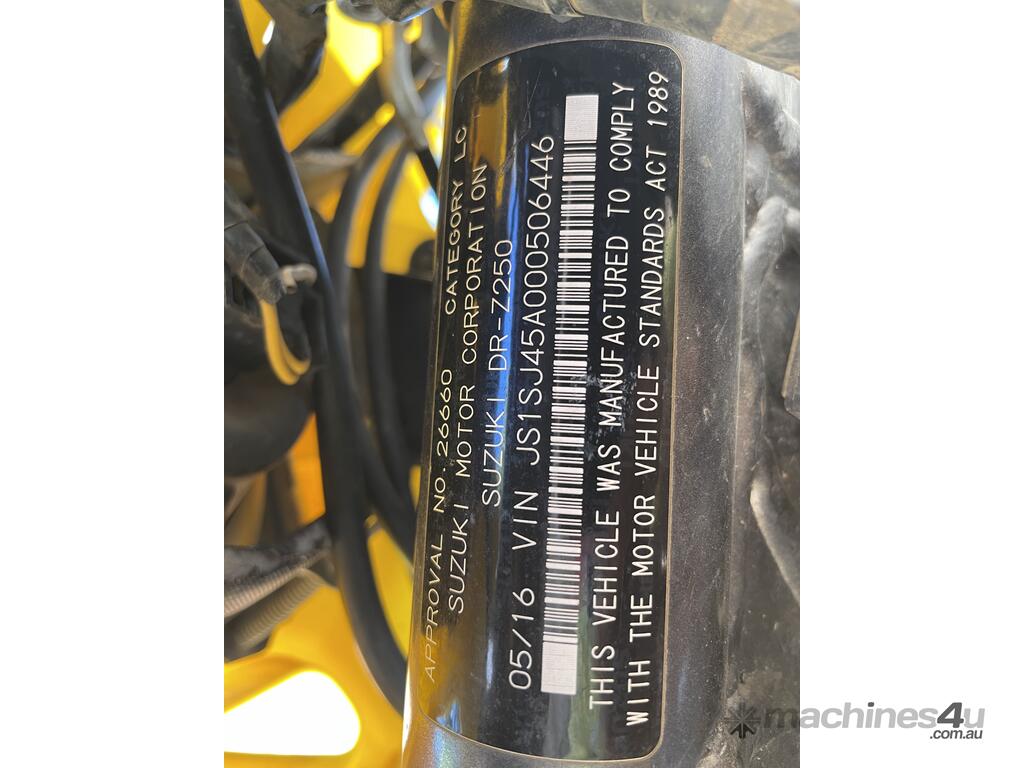 APPROVAL NO. 26660 CATEGORY LC
SUZUKI MOTOR CORPORATION
SUZUKI DR-Z250
05/16 VIN JS1SJ45A000506446
THIS VEHICLE WAS MANUFACTURED TO COMPLY
WITH THE MOTOR VEHICLE STANDARDS ACT 1989
machines4u
.com.au